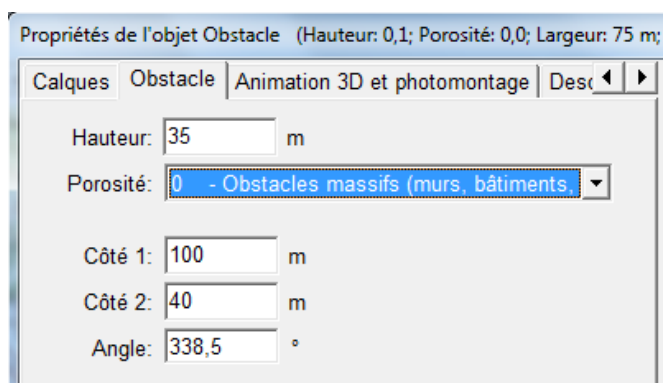 Propriétés de l'objet Obstacle (Hauteur: 0,1; Porosité: 0,0; Largeur: 75 m;
Calques Obstacle Animation 3D et photomontage Desc
Hauteur: 35 m
Porosité: 0 - Obstacles massifs (murs, bâtiments,
Côté 1: 100 m
Côté 2: 40 m
Angle: 338,5 °